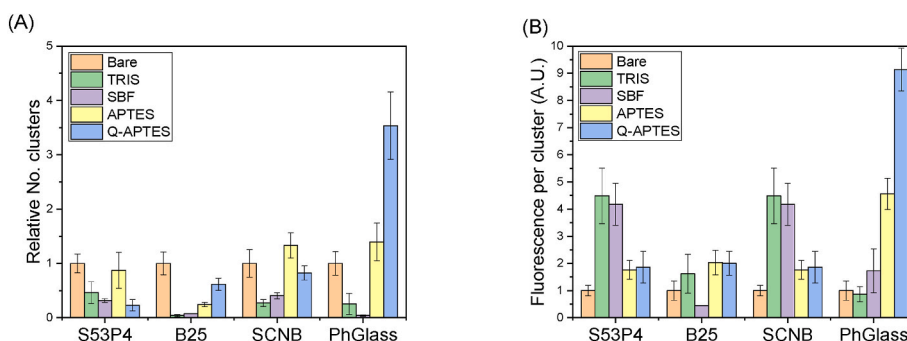 (A)
Relative No. clusters
5
4
3
2
1
0
Bare
TRIS
SBF
APTES
Q-APTES
S53P4 B25 SCNB PhGlass
(B)
Fluorescence per cluster (A.U.)
10
9
8
7
6
5
4
3
2
1
0
Bare
TRIS
SBF
APTES
Q-APTES
S53P4 B25 SCNB PhGlass